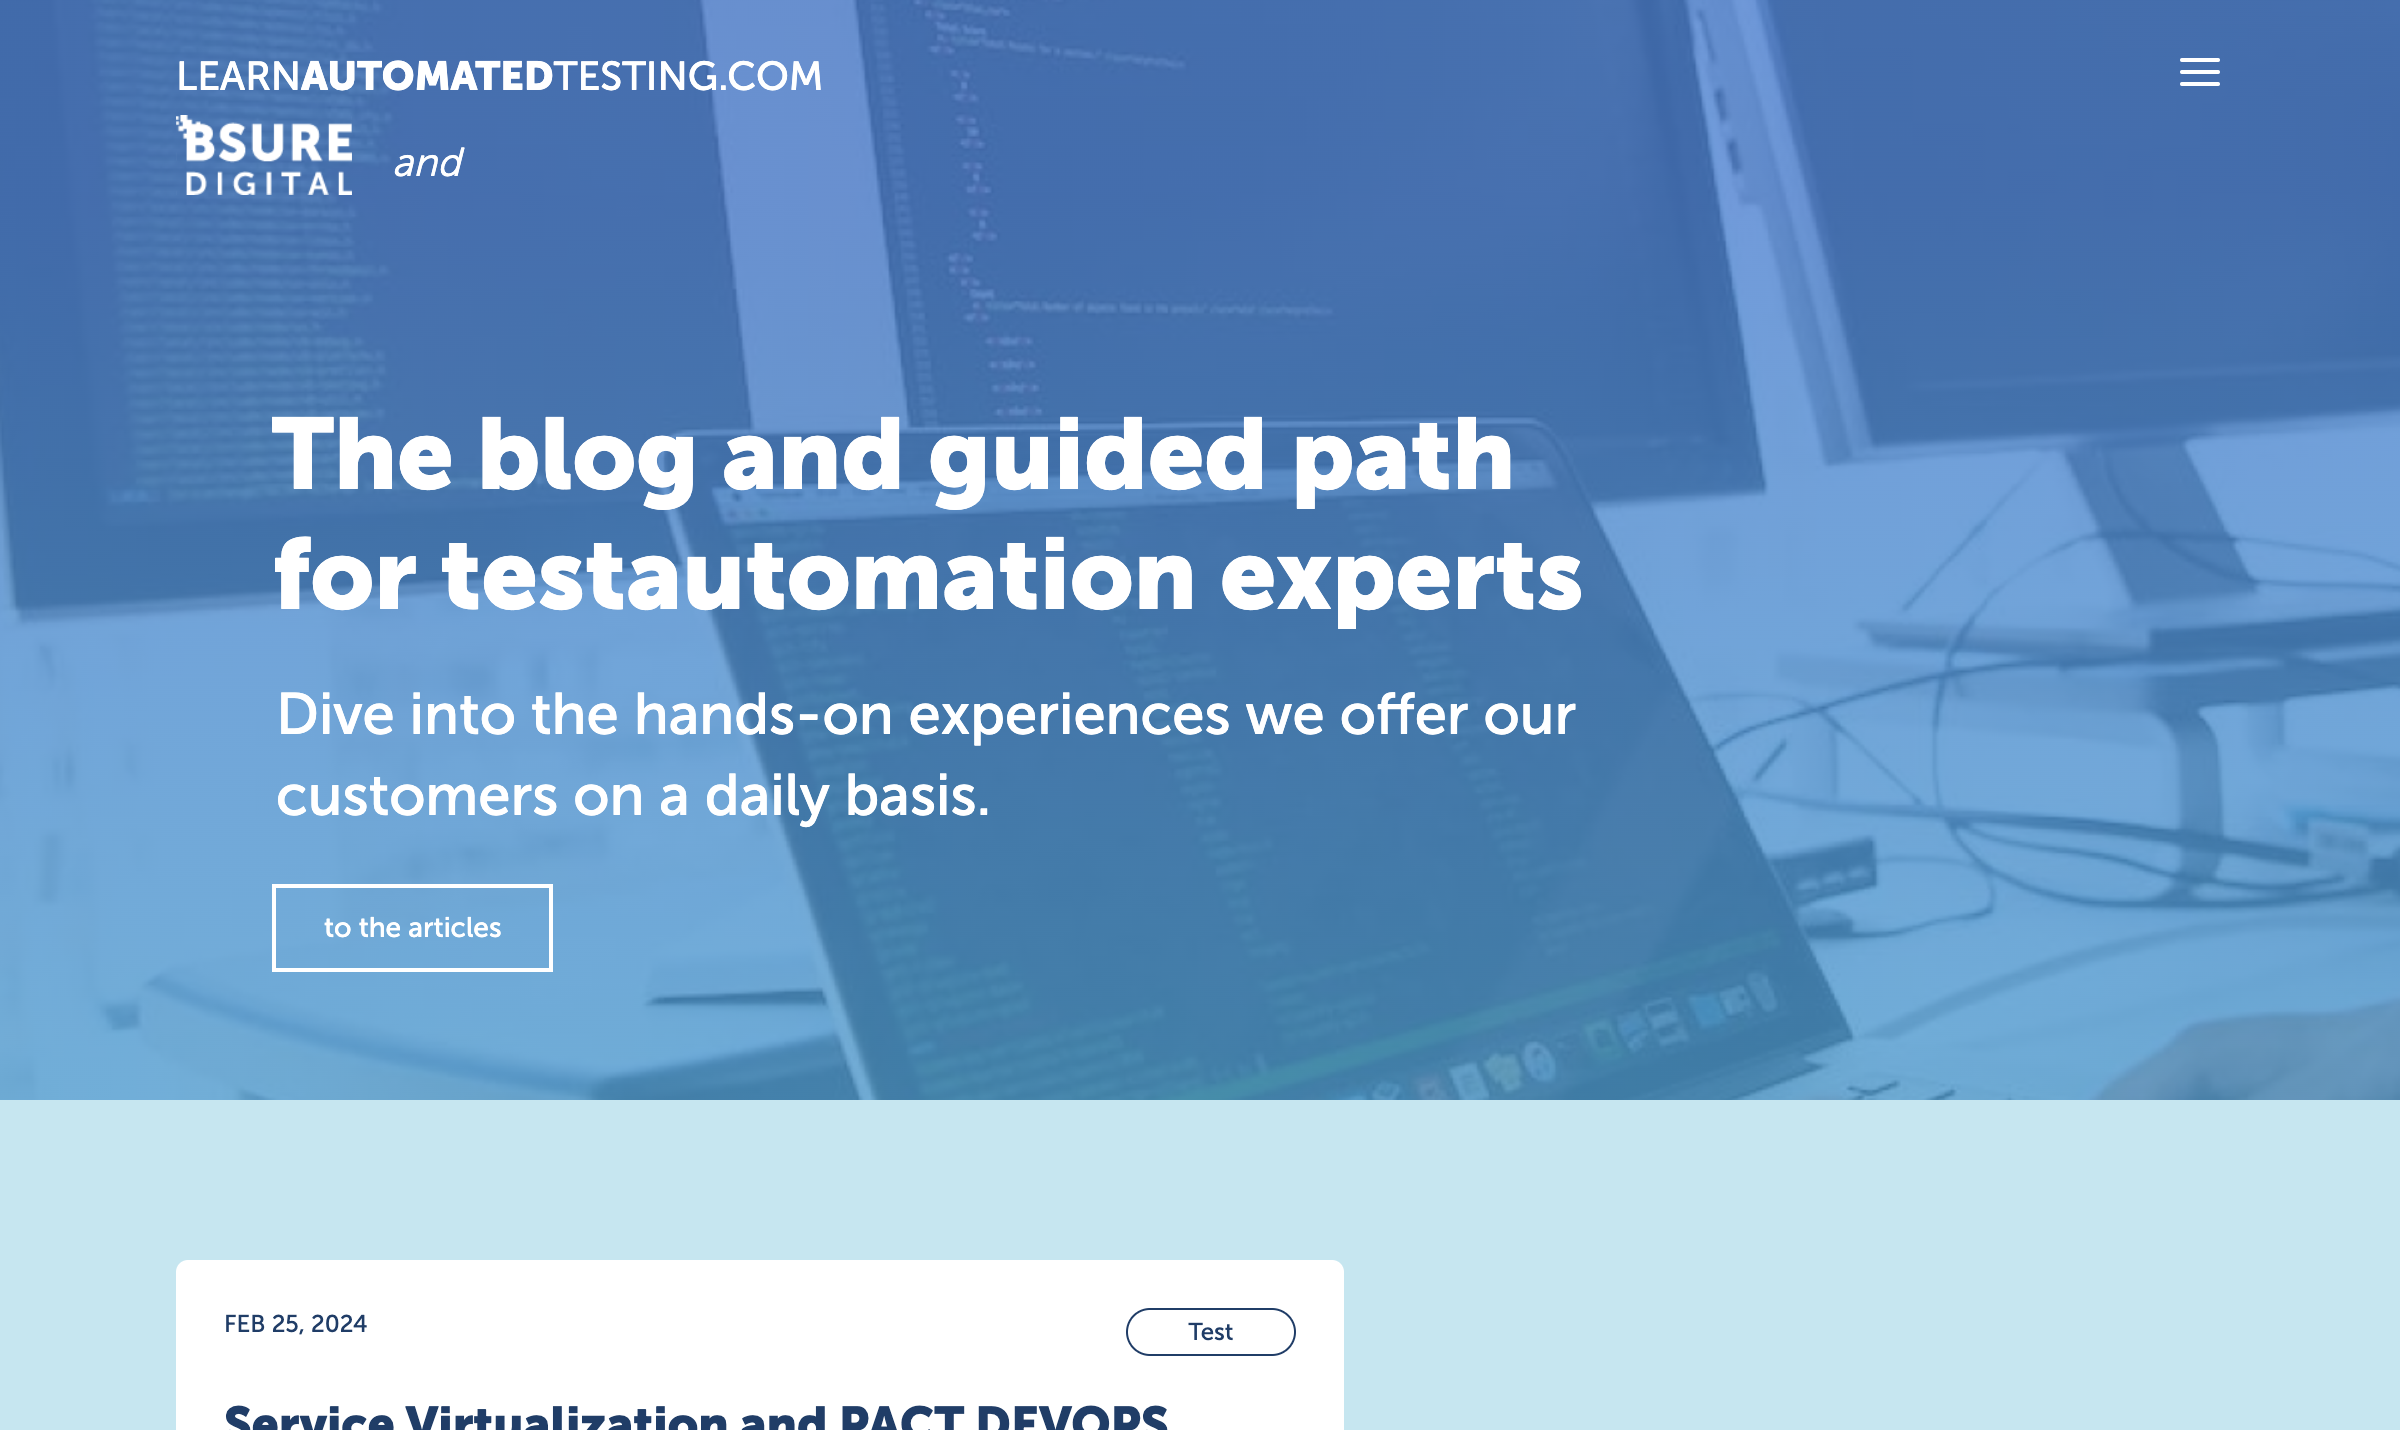 LEARNAUTOMATEDTESTING.COM
BSURE
DIGITAL
and
The blog and guided path
for testautomation experts
Dive into the hands-on experiences we offer our
customers on a daily basis.
to the articles
FEB 25, 2024
Test
Service Virtualization and PACT DEVOPS